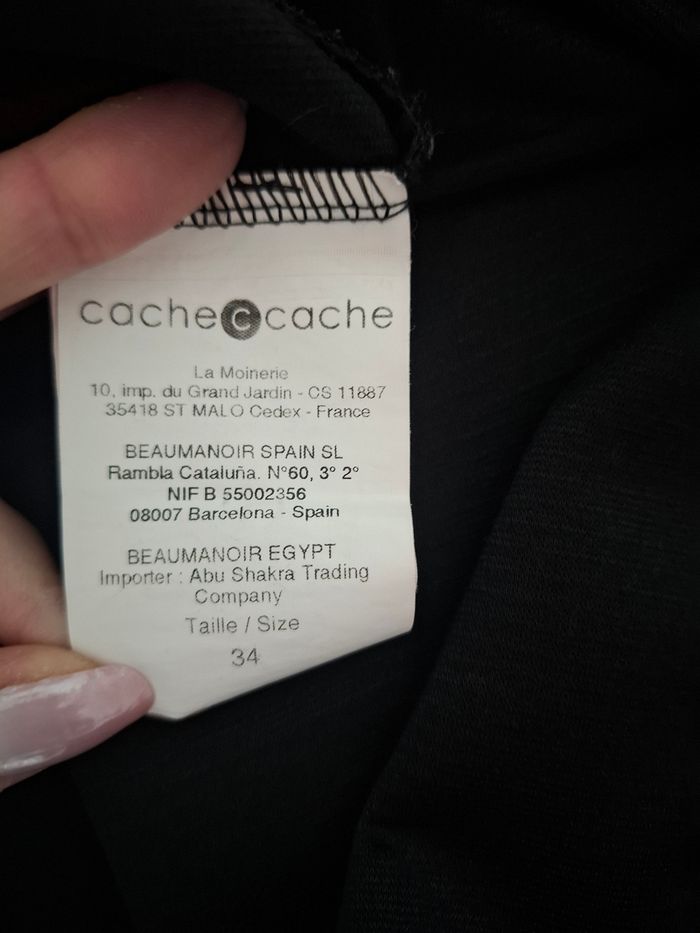 cache c cache
La Moinerie
10, imp. du Grand Jardin - CS 11887
35418 ST MALO Cedex - France
BEAUMANOIR SPAIN SL
Rambla Cataluña. N°60, 3° 2°
NIF B 55002356
08007 Barcelona - Spain
BEAUMANOIR EGYPT
Importer : Abu Shakra Trading
Company
Taille / Size
34